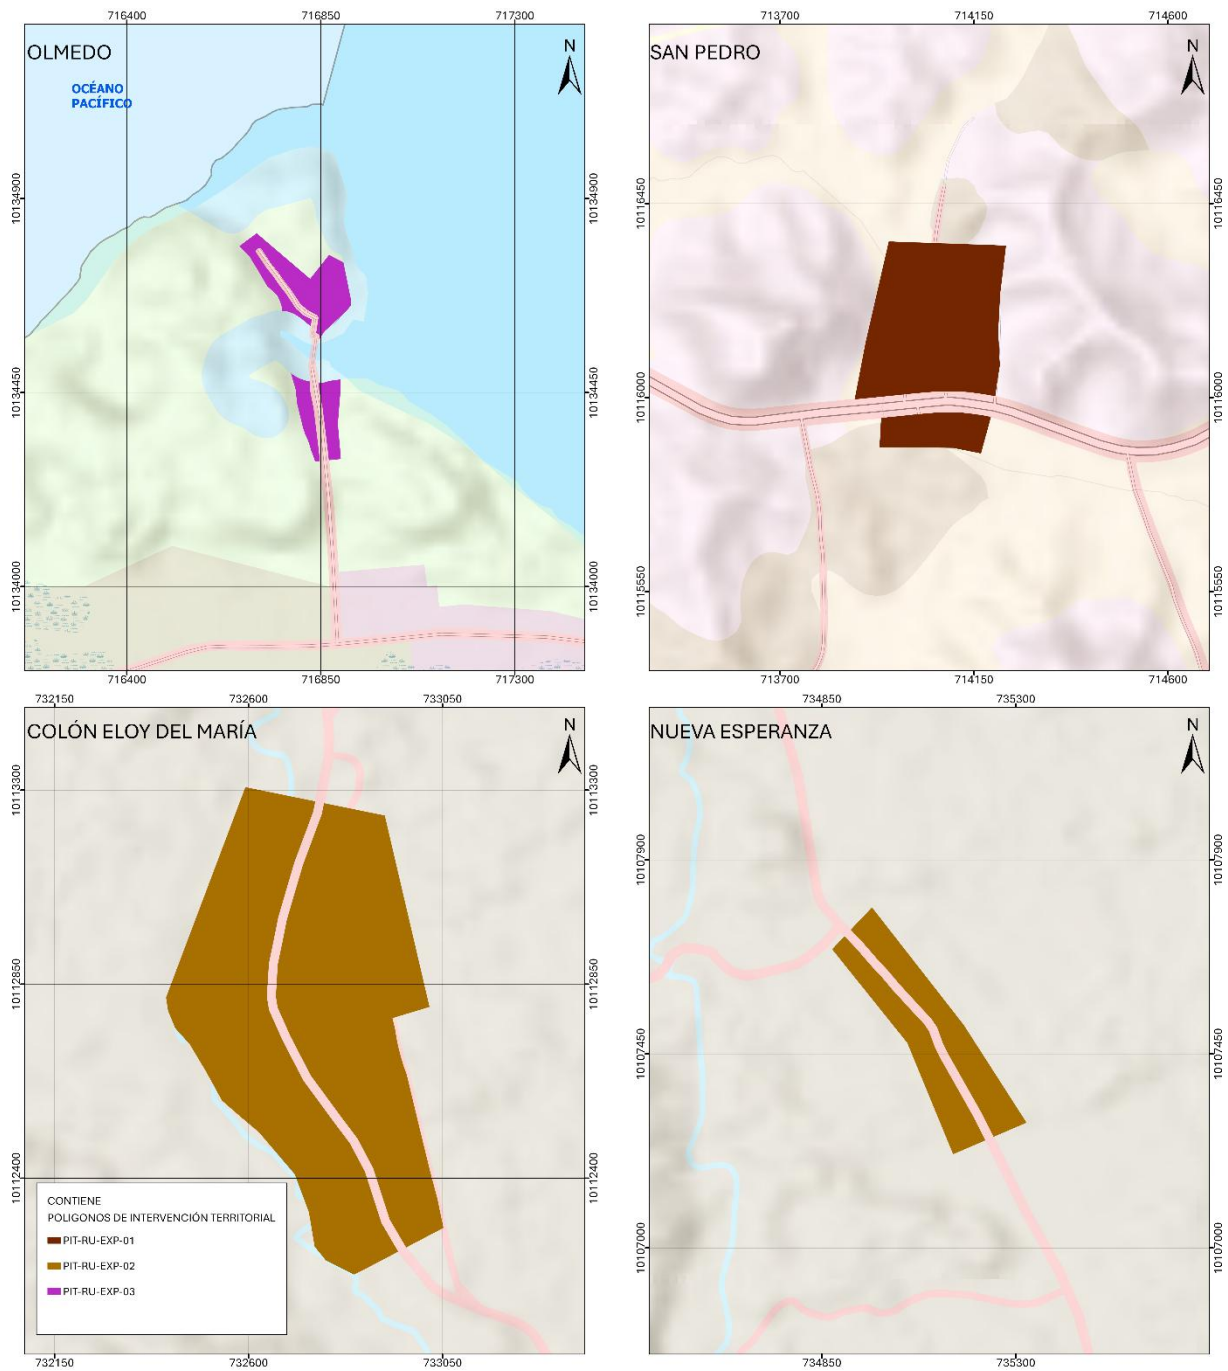 716400 716850 717300
OLMEDO
N
OCÉANO
PACÍFICO
10134900 10134900
10134450 10134450
10134000 10134000
716400 716850 717300
713700 714150 714600
SAN PEDRO
N
10116450 10116450
10116000 10116000
10115550 10115550
713700 714150 714600
732150 732600 733050
COLÓN ELOY DEL MARÍA
N
10113300 10113300
10112850 10112850
10112400 10112400
CONTIENE
POLIGONOS DE INTERVENCIÓN TERRITORIAL
PIT-RU-EXP-01
PIT-RU-EXP-02
PIT-RU-EXP-03
732150 732600 733050
734850 735300
NUEVA ESPERANZA
N
10107900 10107900
10107450 10107450
10107000 10107000
734850 735300